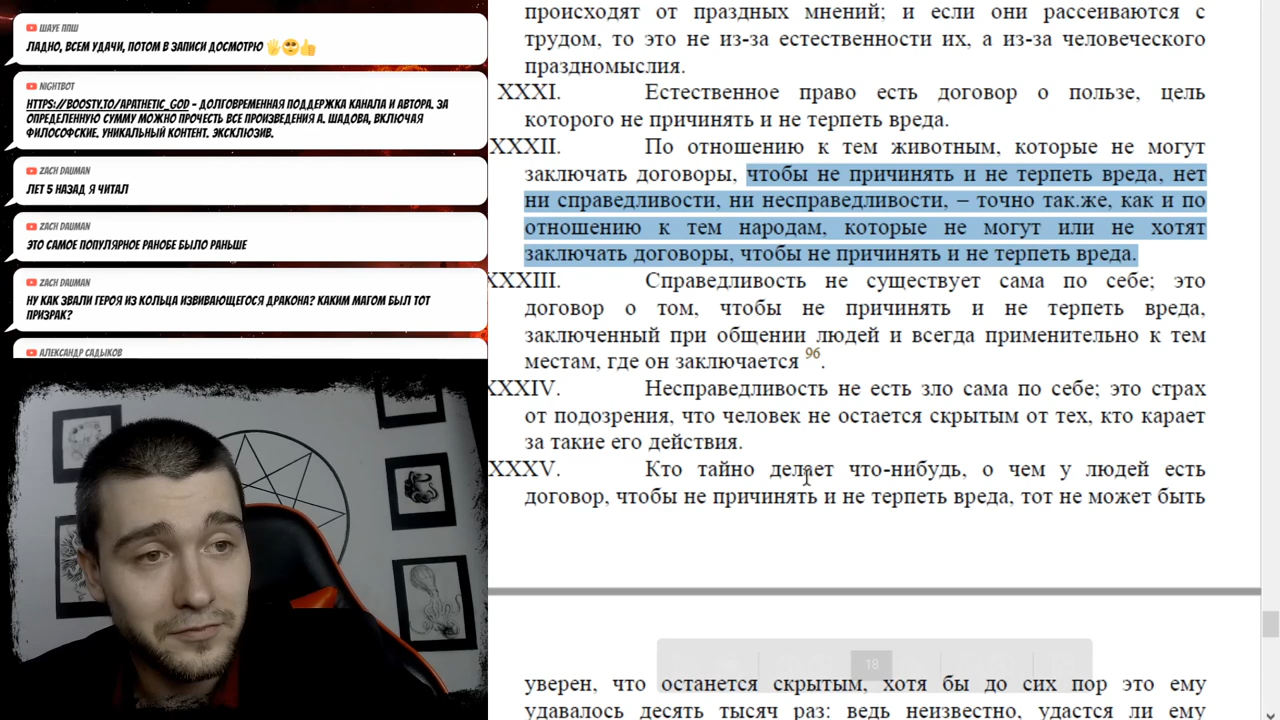 ШАУЕ ППШ
ЛАДНО, ВСЕМ УДАЧИ, ПОТОМ В ЗАПИСИ ДОСМОТРЮ 🖐🥺👍
NIGHTBOT
HTTPS://BOOSTY.TO/APATHETIC_GOD - ДОЛГОВРЕМЕННАЯ ПОДДЕРЖКА КАНАЛА И АВТОРА. ЗА
ОПРЕДЕЛЕННУЮ СУММУ МОЖНО ПРОЧЕСТЬ ВСЕ ПРОИЗВЕДЕНИЯ А. ШАДОВА, ВКЛЮЧАЯ
ФИЛОСОФСКИЕ. УНИКАЛЬНЫЙ КОНТЕНТ. ЭКСКЛЮЗИВ.
ZACH DAUMAN
ЛЕТ 5 НАЗАД Я ЧИТАЛ
ZACH DAUMAN
ЭТО САМОЕ ПОПУЛЯРНОЕ РАНОБЕ БЫЛО РАНЬШЕ
ZACH DAUMAN
НУ КАК ЗВАЛИ ГЕРОЯ ИЗ КОЛЬЦА ИЗВИВАЮЩЕГОСЯ ДРАКОНА? КАКИМ МАГОМ БЫЛ ТОТ
ПРИЗРАК?
АЛЕКСАНДР САДЫКОВ
происходят от праздных мнений; и если они рассеиваются с
трудом, то это не из-за естественности их, а из-за человеческого
праздномыслия.
XXXI. Естественное право есть договор о пользе, цель
которого не причинять и не терпеть вреда.
XXXII. По отношению к тем животным, которые не могут
заключать договоры, чтобы не причинять и не терпеть вреда, нет
ни справедливости, ни несправедливости, – точно так.же, как и по
отношению к тем народам, которые не могут или не хотят
заключать договоры, чтобы не причинять и не терпеть вреда.
XXXIII. Справедливость не существует сама по себе; это
договор о том, чтобы не причинять и не терпеть вреда,
заключенный при общении людей и всегда применительно к тем
местам, где он заключается 96.
XXXIV. Несправедливость не есть зло сама по себе; это страх
от подозрения, что человек не остается скрытым от тех, кто карает
за такие его действия.
XXXV. Кто тайно делает что-нибудь, о чем у людей есть
договор, чтобы не причинять и не терпеть вреда, тот не может быть
18
уверен, что останется скрытым, хотя бы до сих пор это ему
удавалось десять тысяч раз: ведь неизвестно, удастся ли ему